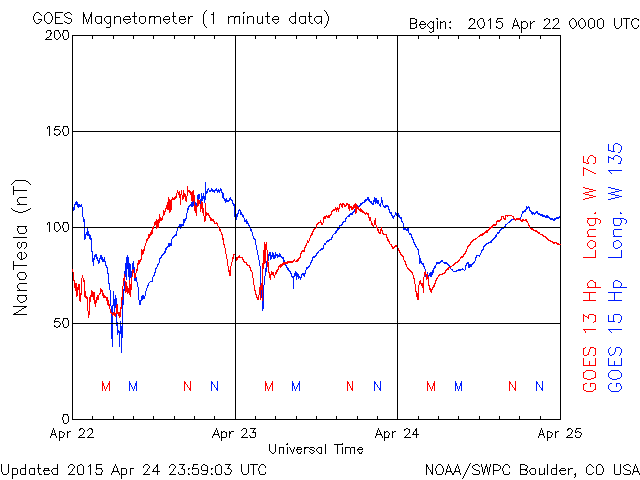 GOES Magnetometer (1 minute data)
Begin: 2015 Apr 22 0000 UTC
200
150
100
50
0
NanoTesla (nT)
M M N N M M N N M M N N
Apr 22 Apr 23 Apr 24 Apr 25
Universal Time
GOES 13 Hp Long. W 75
GOES 15 Hp Long. W 135
Updated 2015 Apr 24 23:59:03 UTC
NOAA/SWPC Boulder, CO USA